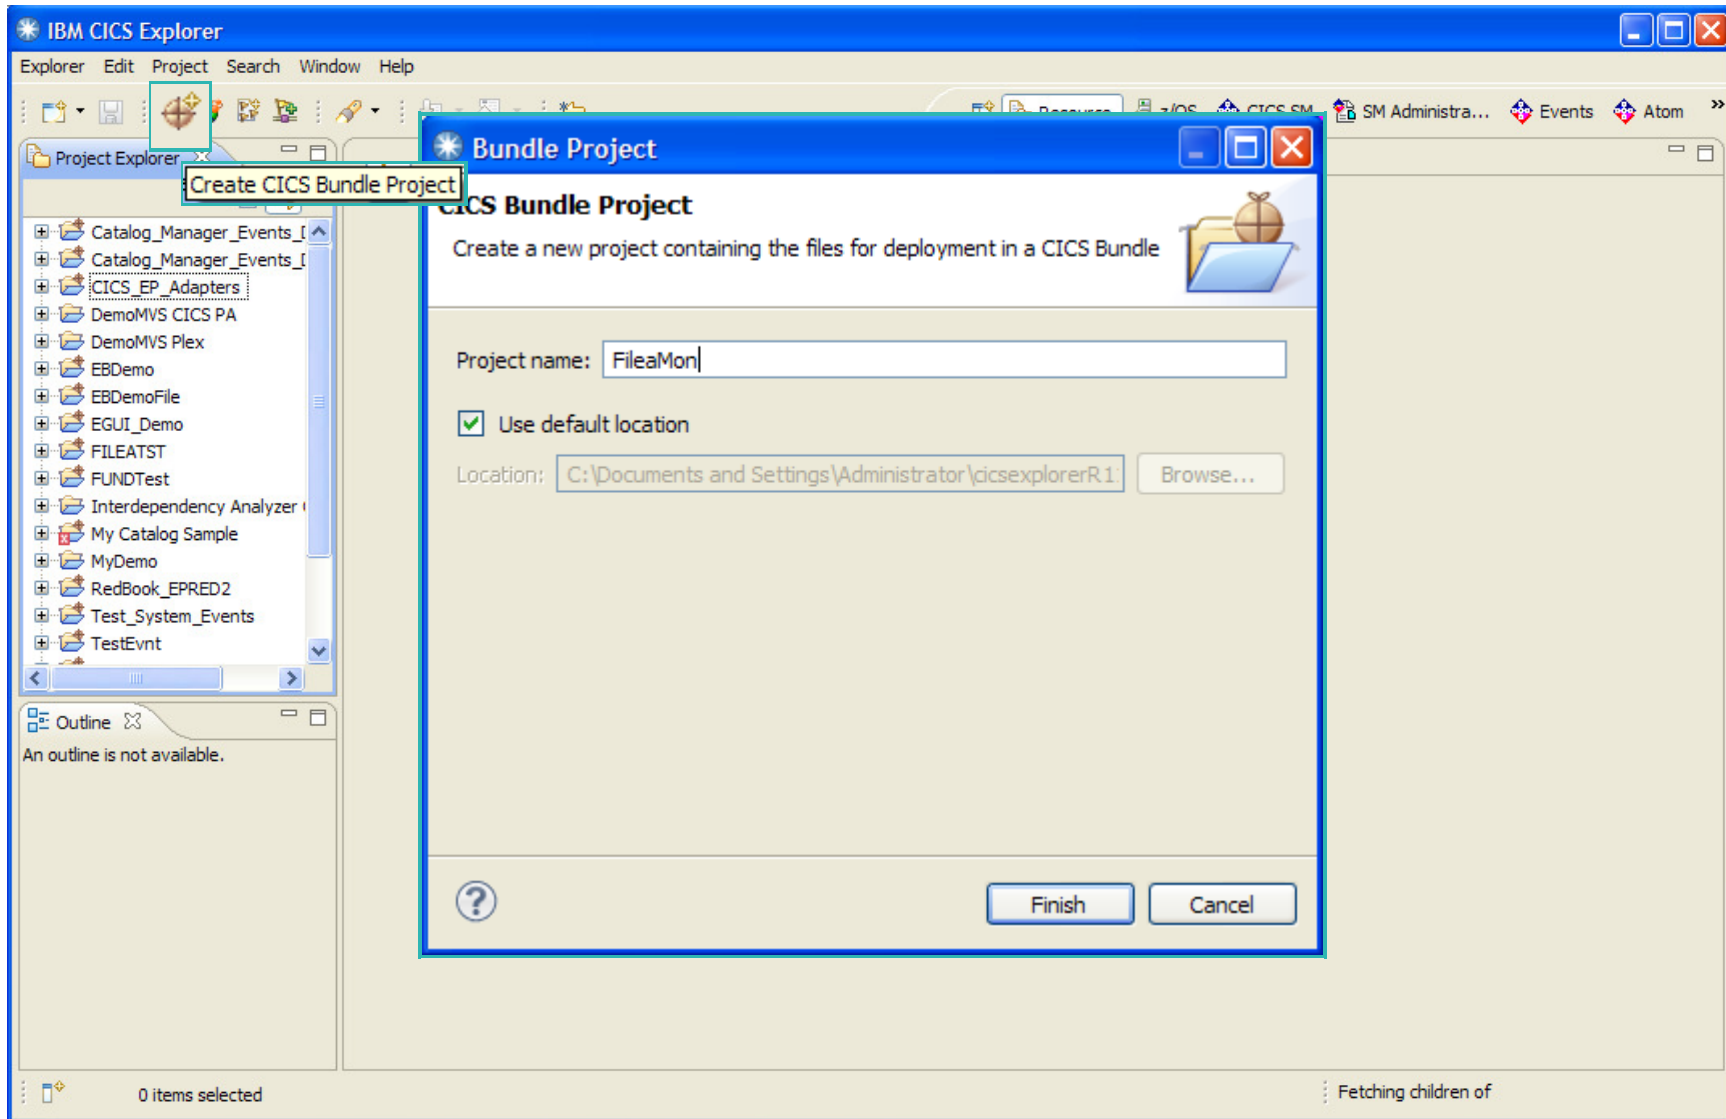 IBM CICS Explorer
Explorer Edit Project Search Window Help
Resource z/OS CICS SM SM Administra... Events Atom »
Project Explorer
Create CICS Bundle Project
Catalog_Manager_Events_
Catalog_Manager_Events_
CICS_EP_Adapters
DemoMVS CICS PA
DemoMVS Plex
EBDemo
EBDemoFile
EGUI_Demo
FILEATST
FUNDTest
Interdependency Analyzer
My Catalog Sample
MyDemo
RedBook_EPRED2
Test_System_Events
TestEvnt
Outline
An outline is not available.
Bundle Project
CICS Bundle Project
Create a new project containing the files for deployment in a CICS Bundle
Project name: FileaMon
Use default location
Location: C:\Documents and Settings\Administrator\cicsexplorerR1
Browse...
Finish Cancel
0 items selected
Fetching children of